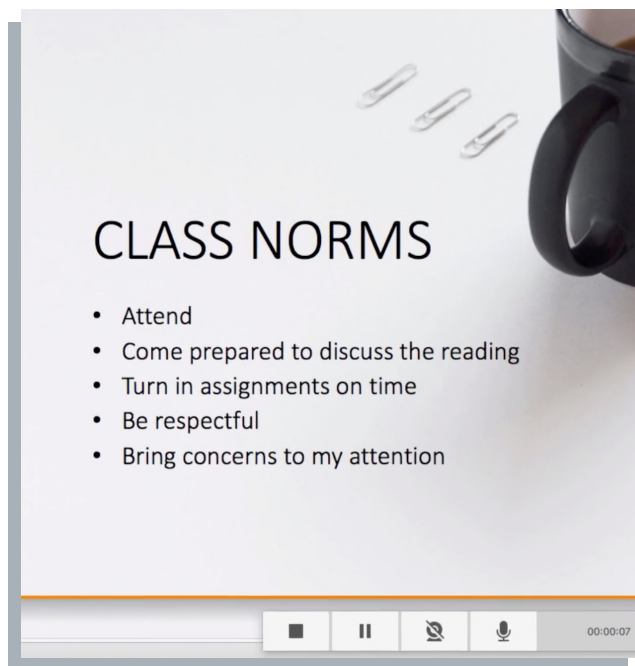 CLASS NORMS
• Attend
• Come prepared to discuss the reading
• Turn in assignments on time
• Be respectful
• Bring concerns to my attention
00:00:07